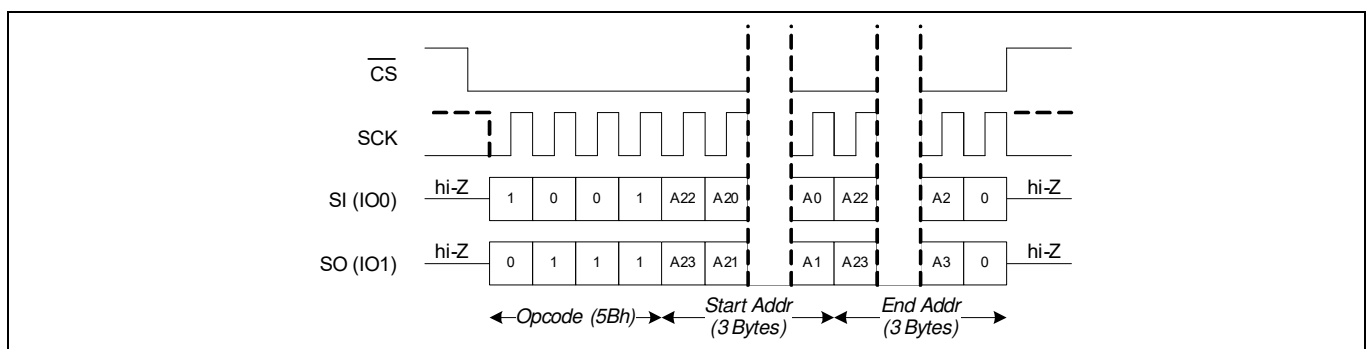 CS
SCK
SI (IO0) hi-Z 1 0 0 1 A22 A20 A0 A22 A2 0 hi-Z
SO (IO1) hi-Z 0 1 1 1 A23 A21 A1 A23 A3 0 hi-Z
Opcode (5Bh) Start Addr End Addr
(3 Bytes) (3 Bytes)